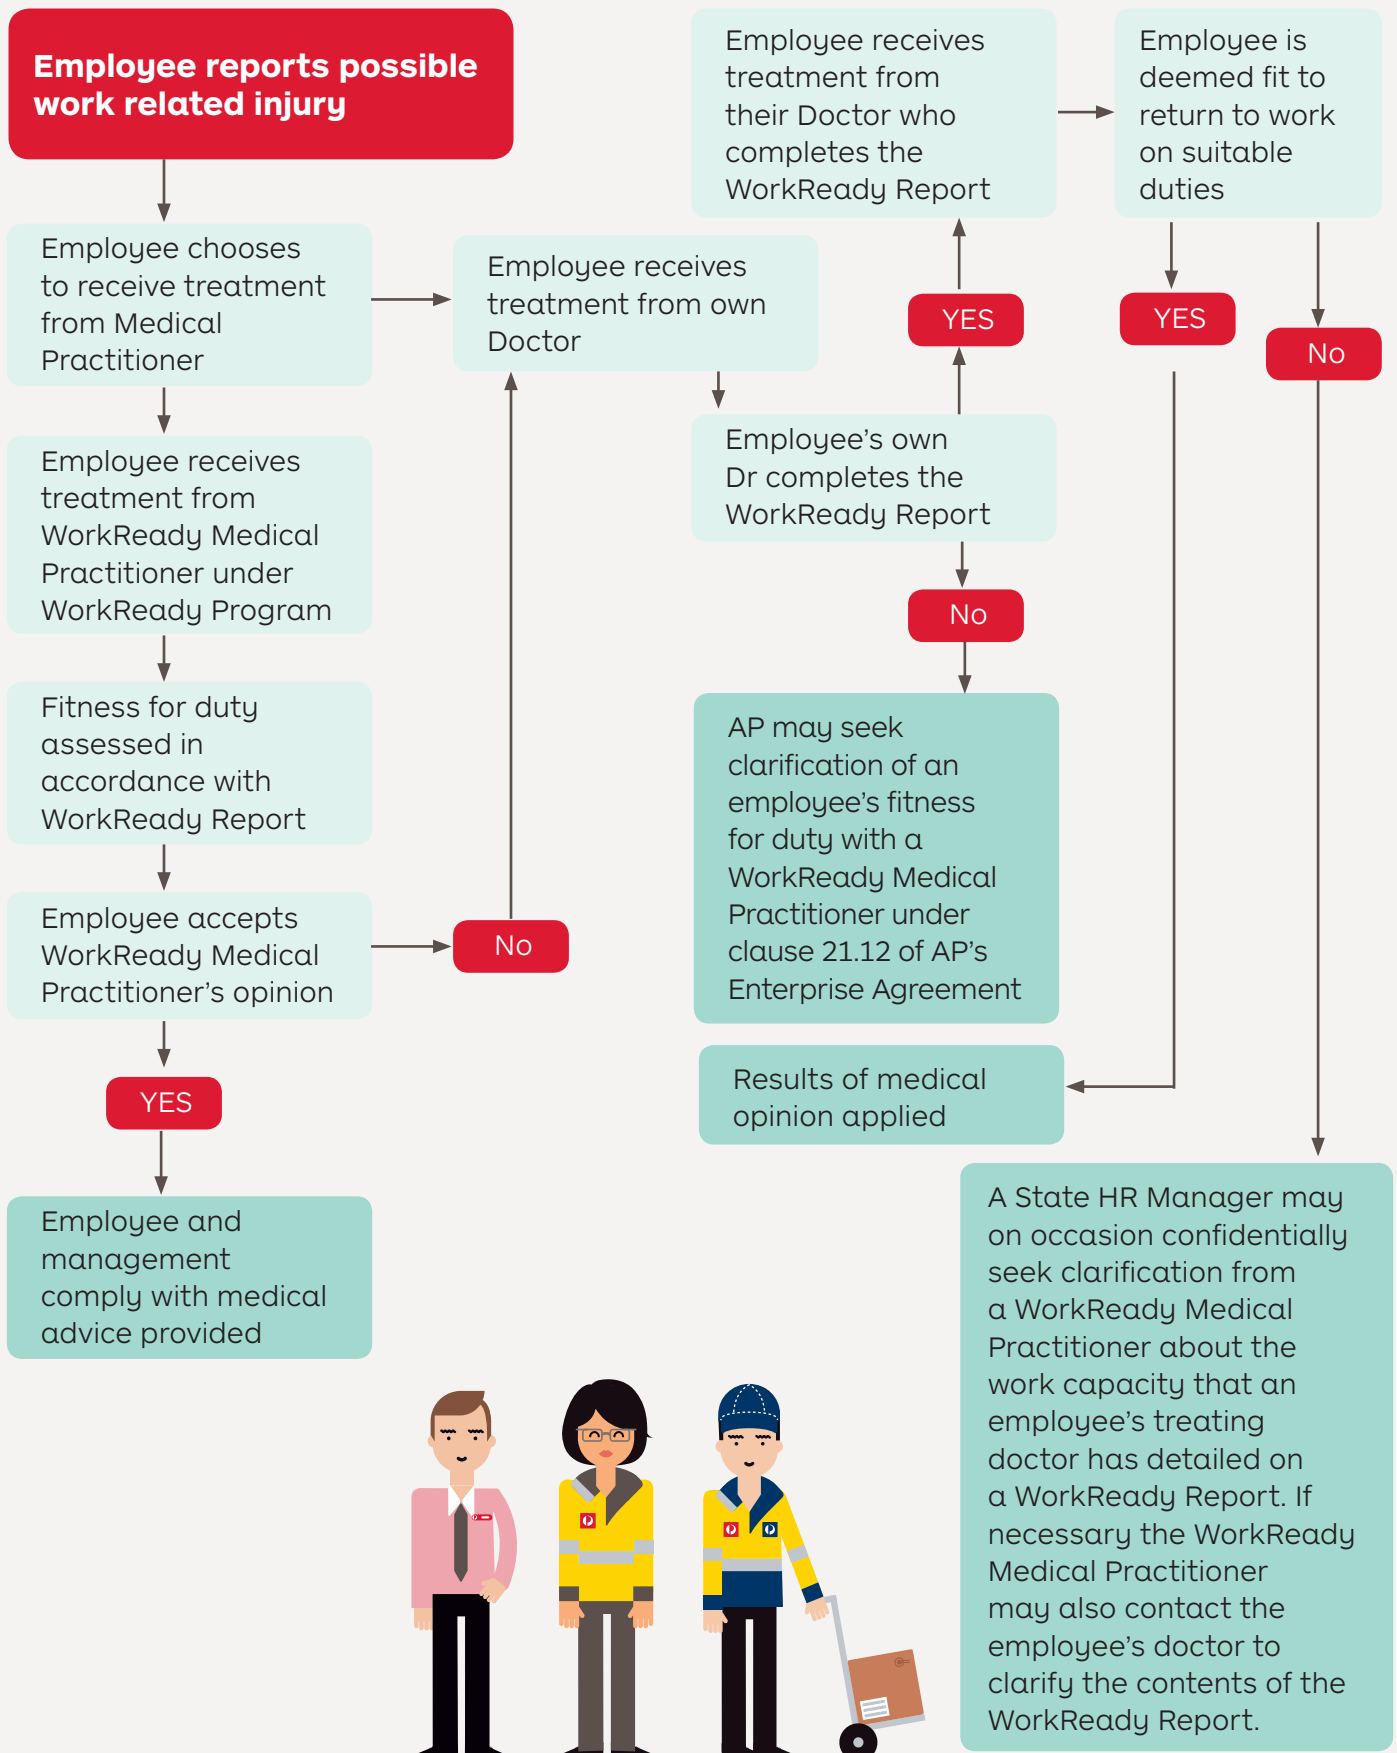 Employee reports possible
work related injury
Employee chooses
to receive treatment
from Medical
Practitioner
Employee receives
treatment from
WorkReady Medical
Practitioner under
WorkReady Program
Fitness for duty
assessed in
accordance with
WorkReady Report
Employee accepts
WorkReady Medical
Practitioner's opinion
YES
Employee and
management
comply with medical
advice provided
No
Employee receives
treatment from own
Doctor
Employee's own
Dr completes the
WorkReady Report
YES
Employee receives
treatment from
their Doctor who
completes the
WorkReady Report
No
AP may seek
clarification of an
employee's fitness
for duty with a
WorkReady Medical
Practitioner under
clause 21.12 of AP's
Enterprise Agreement
Employee is
deemed fit to
return to work
on suitable
duties
YES
Results of medical
opinion applied
No
A State HR Manager may
on occasion confidentially
seek clarification from
a WorkReady Medical
Practitioner about the
work capacity that an
employee's treating
doctor has detailed on
a WorkReady Report. If
necessary the WorkReady
Medical Practitioner
may also contact the
employee's doctor to
clarify the contents of the
WorkReady Report.